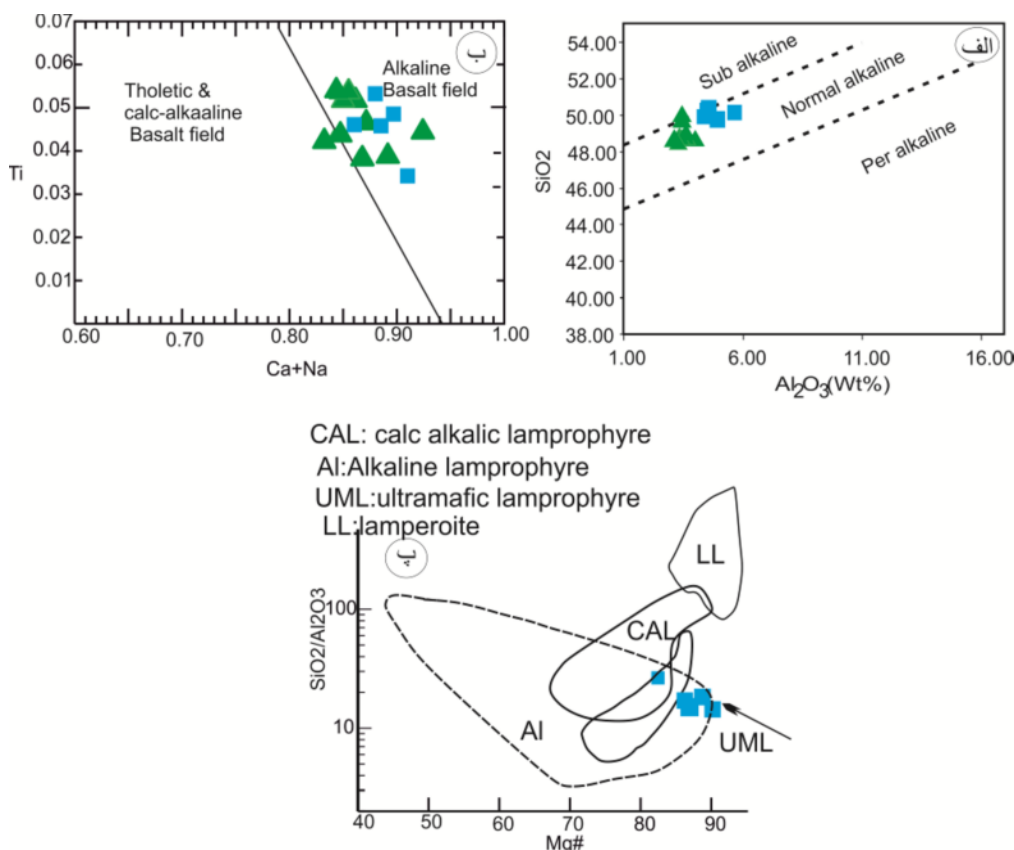 0.07
0.06
0.05
0.04
0.03
0.02
0.01
0.60
0.70
0.80
0.90
1.00
Ti
Ca+Na
Tholetic &
calc-alkaaline
Basalt field
Alkaline
Basalt field
ب
54.00
52.00
50.00
48.00
46.00
44.00
42.00
40.00
38.00
1.00
6.00
11.00
16.00
SiO2
Al2O3(Wt%)
Sub alkaline
Normal alkaline
Per alkaline
الف
CAL: calc alkalic lamprophyre
Al:Alkaline lamprophyre
UML:ultramafic lamprophyre
LL:lamperoite
100
10
40
50
60
70
80
90
SiO2/Al2O3
Mg#
LL
CAL
Al
UML